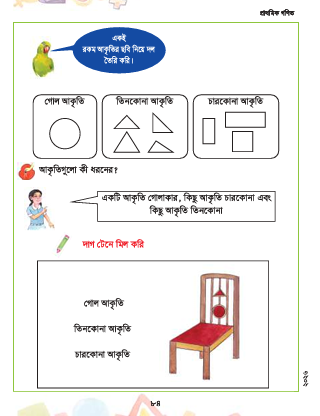 প্রাথমিক গণিত
একই
রকম আকৃতির ছবি নিয়ে দল
তৈরি করি।
গোল আকৃতি
তিনকোনা আকৃতি
চারকোনা আকৃতি
আকৃতিগুলো কী ধরনের?
একটি আকৃতি গোলাকার, কিছু আকৃতি চারকোনা এবং
কিছু আকৃতি তিনকোনা
দাগ টেনে মিল করি
গোল আকৃতি
তিনকোনা আকৃতি
চারকোনা আকৃতি
২০২৬
৮৪